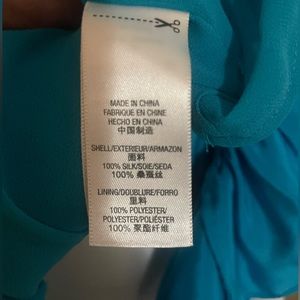 MADE IN CHINA
FABRIQUE EN CHINE
HECHO EN CHINA
中国制造
SHELL/EXTERIEUR/ARMAZON
面料
100% SILK/SOIE/SEDA
100% 桑蚕丝
LINING/DOUBLURE/FORRO
里料
100% POLYESTER/
POLYESTER/POLIÉSTER
100% 聚酯纤维